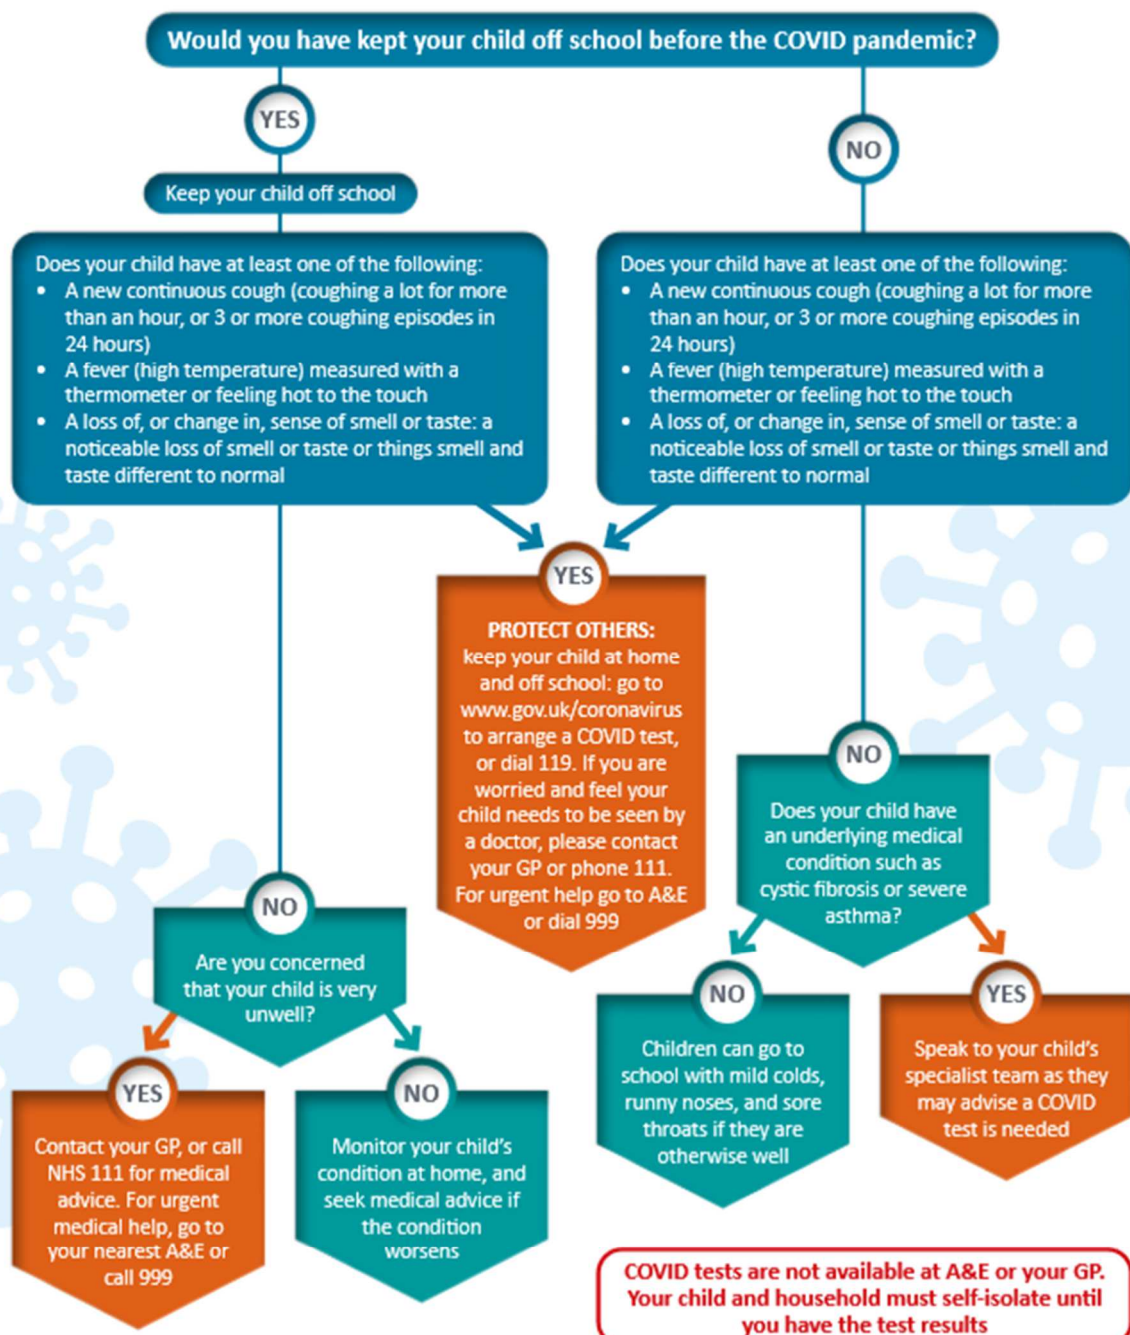 Would you have kept your child off school before the COVID pandemic?
YES
Keep your child off school
Does your child have at least one of the following:
• A new continuous cough (coughing a lot for more
than an hour, or 3 or more coughing episodes in
24 hours)
• A fever (high temperature) measured with a
thermometer or feeling hot to the touch
• A loss of, or change in, sense of smell or taste: a
noticeable loss of smell or taste or things smell and
taste different to normal
NO
Does your child have at least one of the following:
• A new continuous cough (coughing a lot for more
than an hour, or 3 or more coughing episodes in
24 hours)
• A fever (high temperature) measured with a
thermometer or feeling hot to the touch
• A loss of, or change in, sense of smell or taste: a
noticeable loss of smell or taste or things smell and
taste different to normal
YES
PROTECT OTHERS:
keep your child at home
and off school: go to
www.gov.uk/coronavirus
to arrange a COVID test,
or dial 119. If you are
worried and feel your
child needs to be seen by
a doctor, please contact
your GP or phone 111.
For urgent help go to A&E
or dial 999
NO
Are you concerned
that your child is very
unwell?
YES
Contact your GP, or call
NHS 111 for medical
advice. For urgent
medical help, go to
your nearest A&E or
call 999
NO
Monitor your child's
condition at home, and
seek medical advice if
the condition
worsens
NO
Does your child have
an underlying medical
condition such as
cystic fibrosis or severe
asthma?
NO
Children can go to
school with mild colds,
runny noses, and sore
throats if they are
otherwise well
YES
Speak to your child's
specialist team as they
may advise a COVID
test is needed
COVID tests are not available at A&E or your GP.
Your child and household must self-isolate until
you have the test results